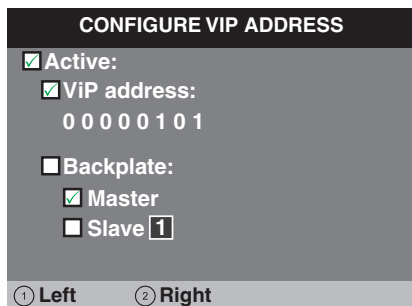 CONFIGURE VIP ADDRESS
Active:
ViP address:
0 0 0 0 0 1 0 1
Backplate:
Master
Slave 1
1 Left 2 Right